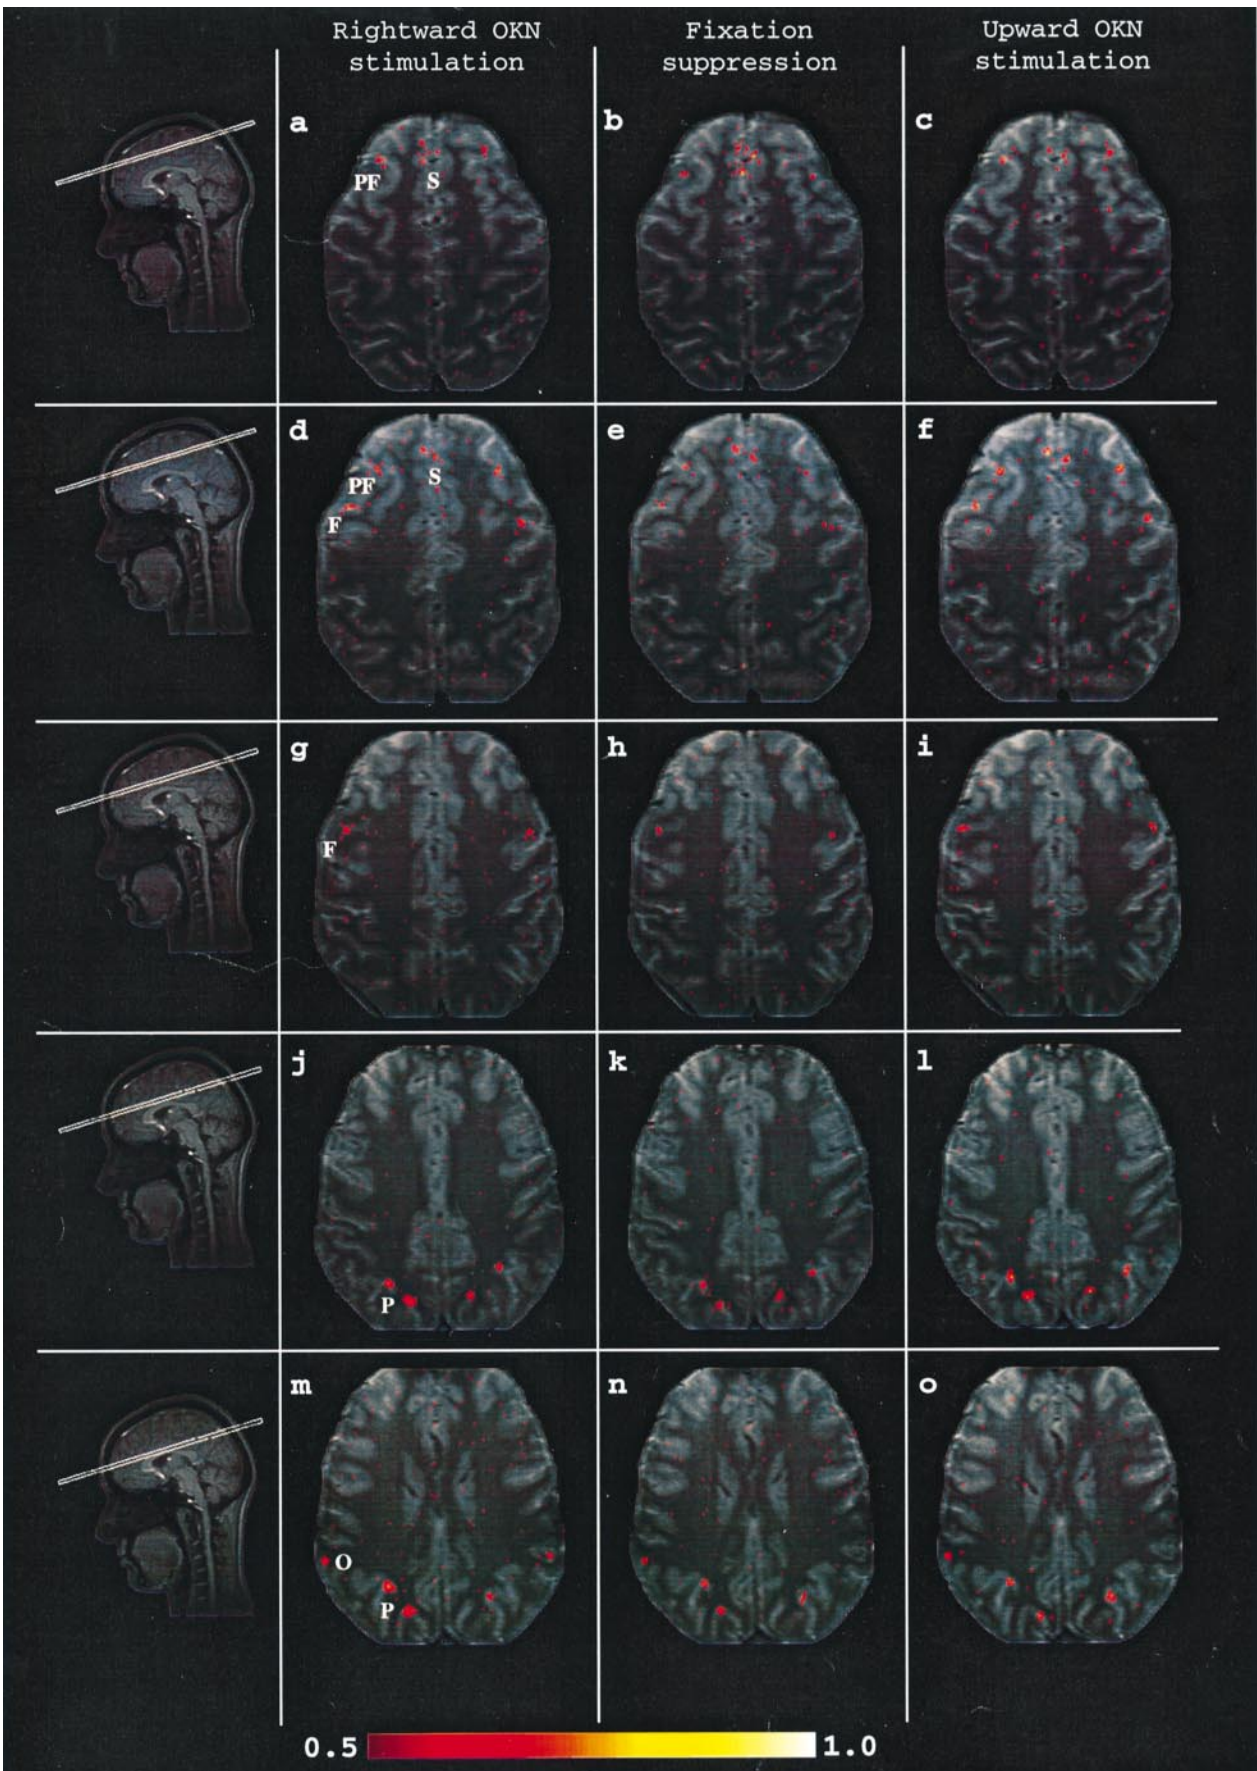 Rightward OKN Fixation Upward OKN
stimulation suppression stimulation
a b c
PF S
d e f
PF S
F
g h i
F
j k l
P
m n o
O
P
0.5 1.0